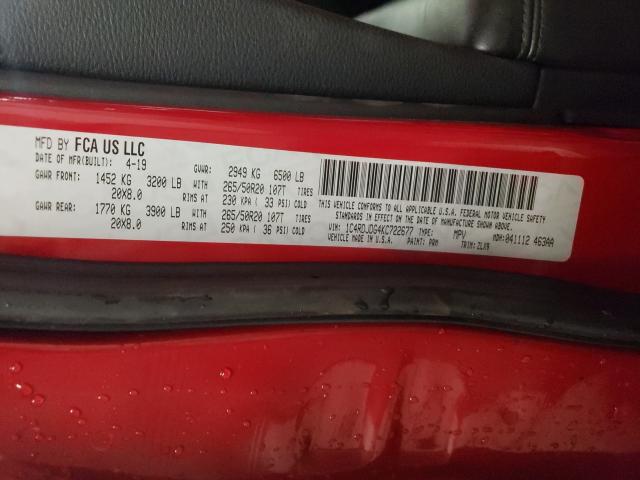 MFD BY FCA US LLC
DATE OF MFR(BUILT): 4-19 GVWR: 2949 KG 6500 LB
GAWR FRONT: 1452 KG 3200 LB WITH 265/50R20 107T TIRES
20X8.0 RIMS AT 230 KPA ( 33 PSI) COLD
GAWR REAR: 1770 KG 3900 LB WITH 265/50R20 107T TIRES
20X8.0 RIMS AT 250 KPA ( 36 PSI) COLD
THIS VEHICLE CONFORMS TO ALL APPLICABLE U.S.A. FEDERAL MOTOR VEHICLE SAFETY
STANDARDS IN EFFECT ON THE DATE OF MANUFACTURE SHOWN ABOVE.
VIN: 1C4RDJDG4KC722677 TYPE: MPV MDH:041112 463AA
VEHICLE MADE IN U.S.A. PAINT: PRM TRIM: